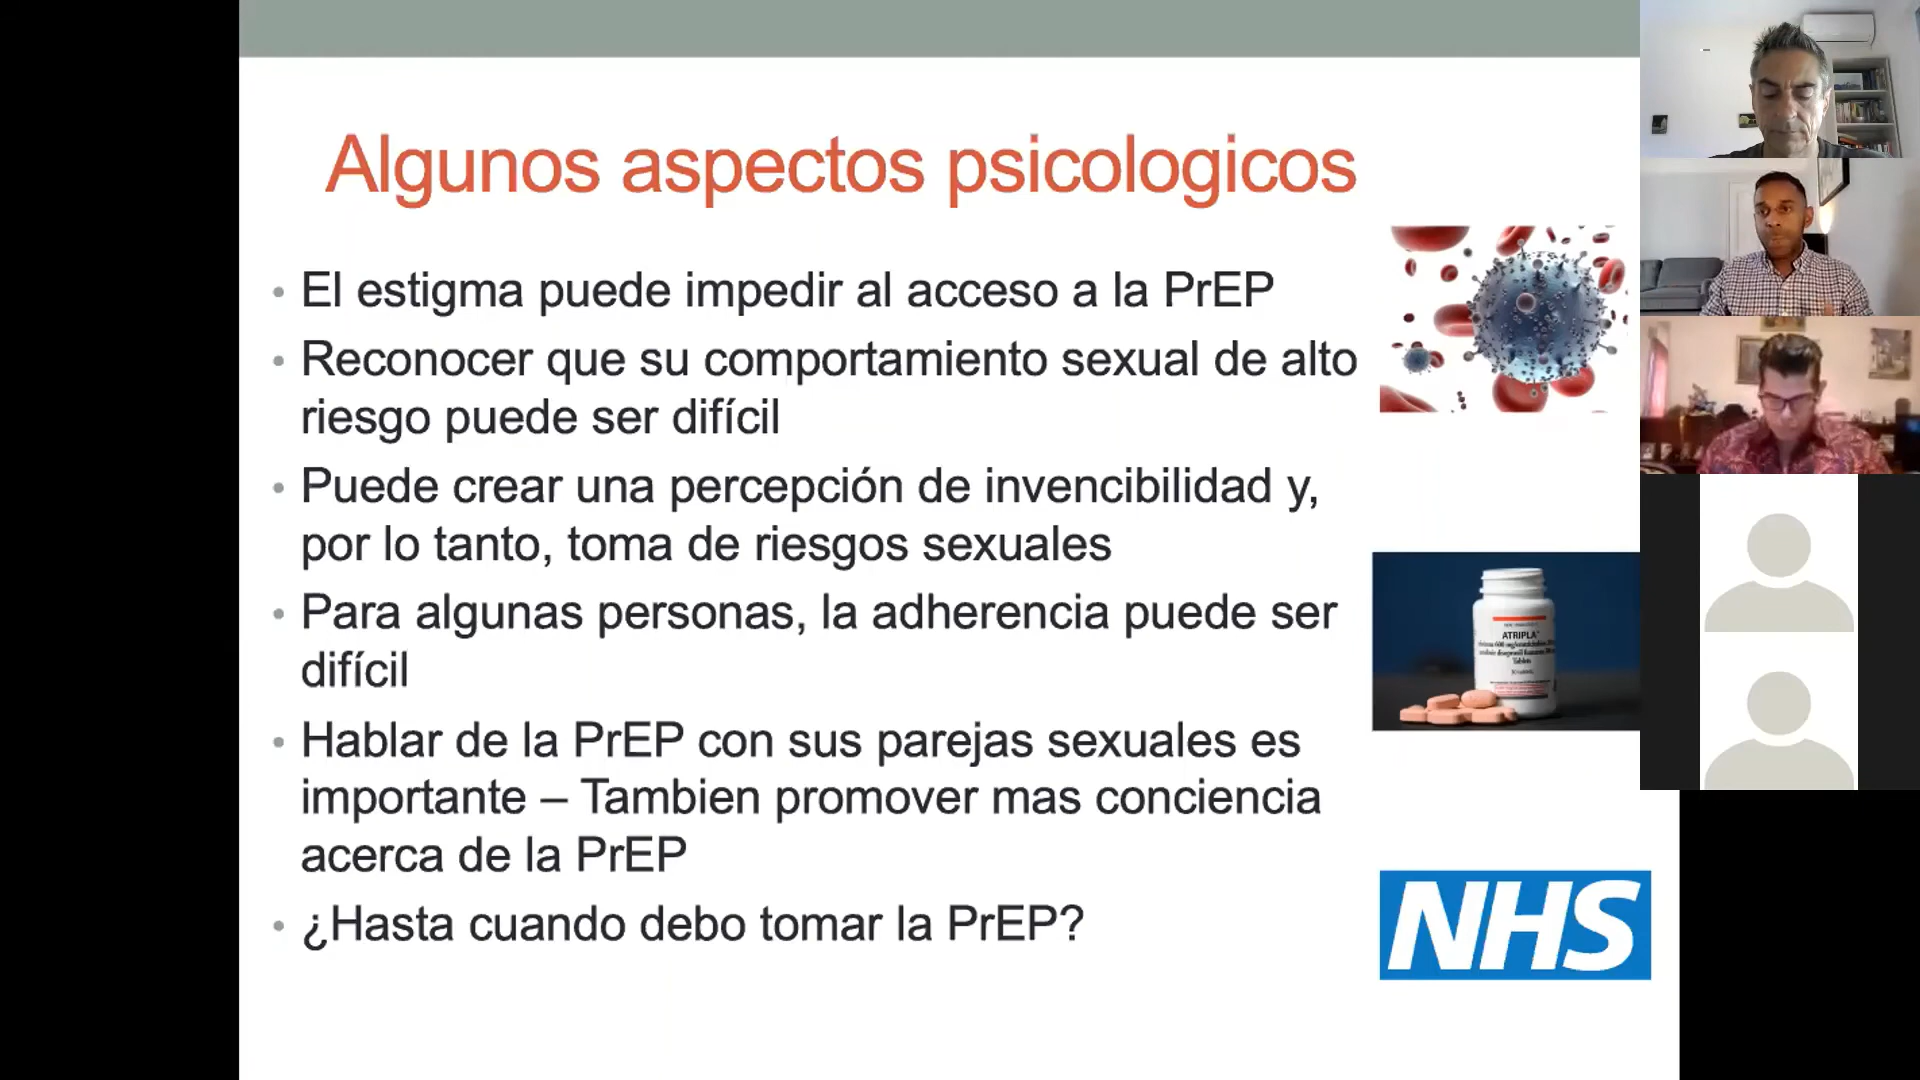 Algunos aspectos psicologicos
• El estigma puede impedir al acceso a la PrEP
• Reconocer que su comportamiento sexual de alto
riesgo puede ser difícil
• Puede crear una percepción de invencibilidad y,
por lo tanto, toma de riesgos sexuales
• Para algunas personas, la adherencia puede ser
difícil
• Hablar de la PrEP con sus parejas sexuales es
importante – Tambien promover mas conciencia
acerca de la PrEP
• ¿Hasta cuando debo tomar la PrEP?
ATRIPLA
Tablets
NHS